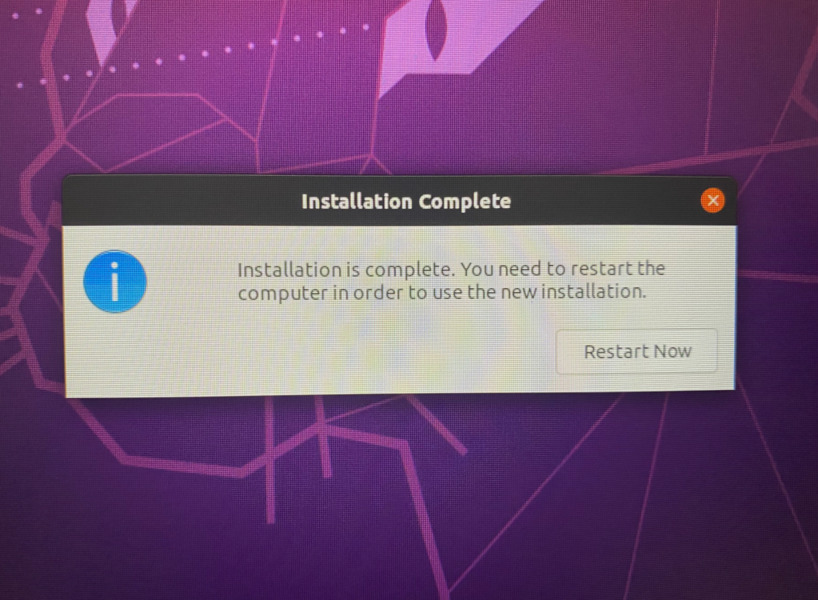 Installation Complete
Installation is complete. You need to restart the
computer in order to use the new installation.
Restart Now